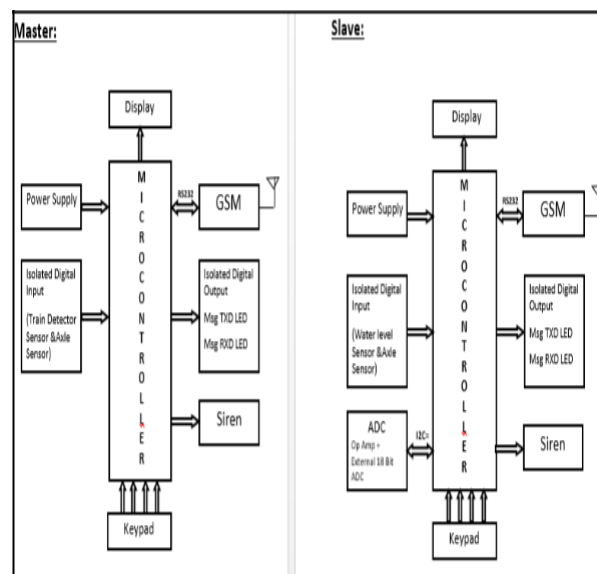 Master:
Display
MICROCONTROLLER
Power Supply
RS232
GSM
Isolated Digital
Input
(Train Detector
Sensor &Axle
Sensor)
Isolated Digital
Output
Msg TXD LED
Msg RXD LED
Siren
Keypad
Slave:
Display
MICROCONTROLLER
Power Supply
RS232
GSM
Isolated Digital
Input
(Water level
Sensor &Axle
Sensor)
Isolated Digital
Output
Msg TXD LED
Msg RXD LED
ADC
Op Amp +
External 18 Bit
ADC
I2C=
Siren
Keypad